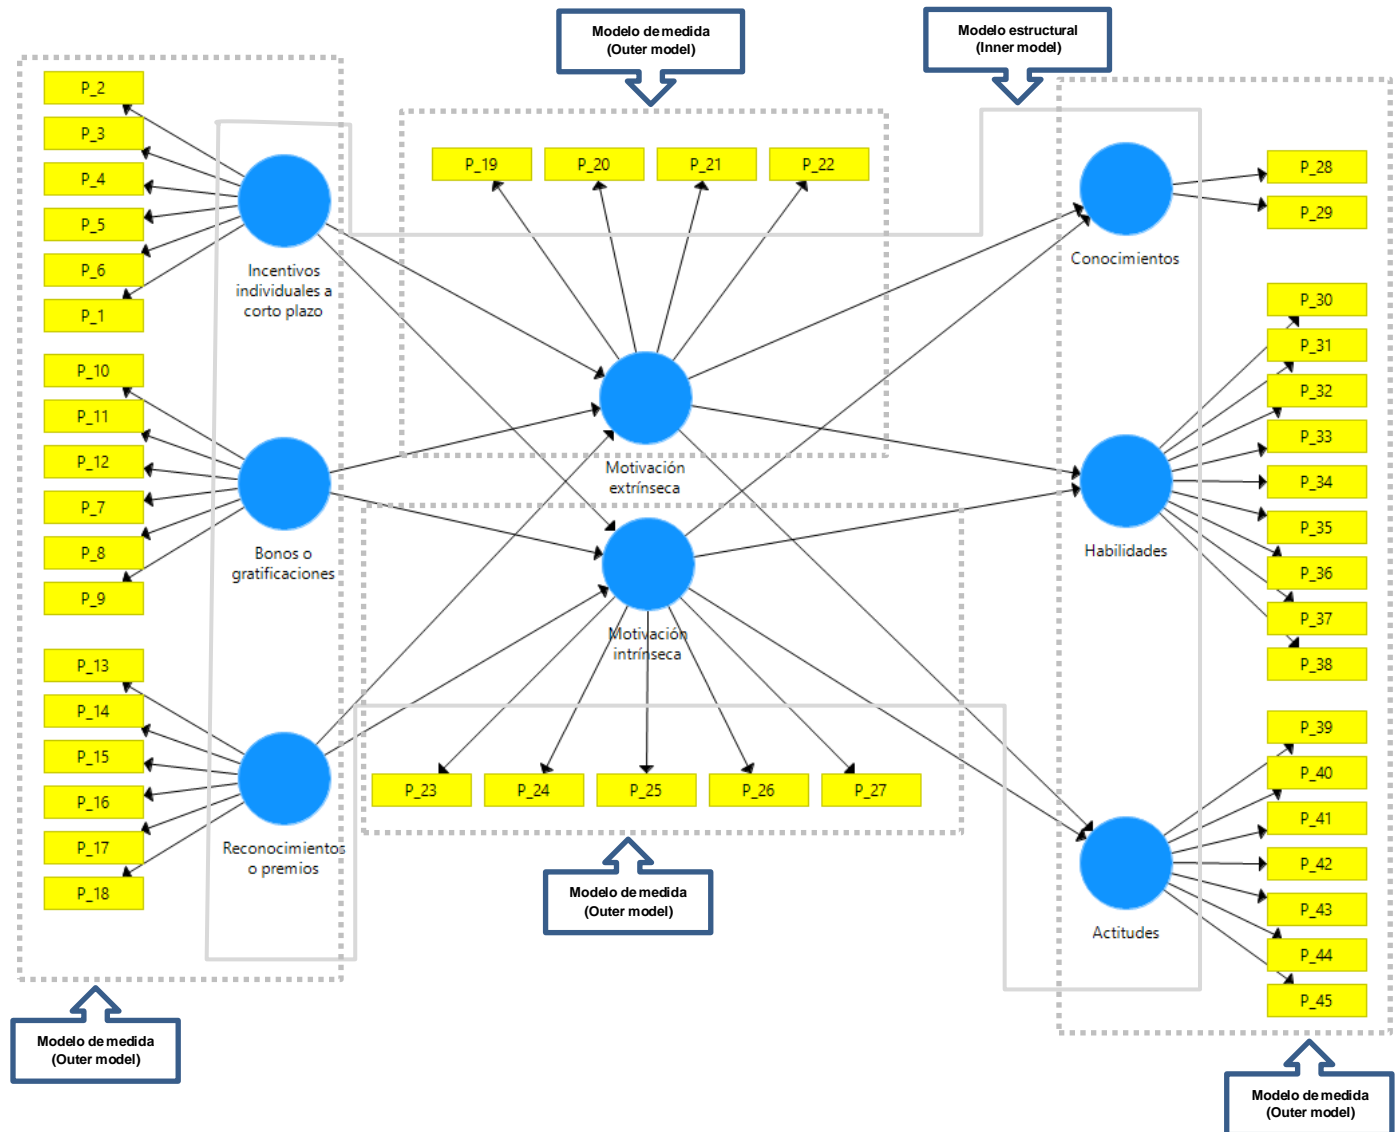 Modelo de medida
(Outer model)
Modelo estructural
(Inner model)
P_2
P_3
P_4
P_5
P_6
P_1
Incentivos
individuales a
corto plazo
P_10
P_11
P_12
P_7
P_8
P_9
Bonos o
gratificaciones
P_13
P_14
P_15
P_16
P_17
P_18
Reconocimientos
o premios
P_19
P_20
P_21
P_22
Motivación
extrínseca
Motivación
intrínseca
P_23
P_24
P_25
P_26
P_27
Conocimientos
P_28
P_29
Habilidades
P_30
P_31
P_32
P_33
P_34
P_35
P_36
P_37
P_38
Actitudes
P_39
P_40
P_41
P_42
P_43
P_44
P_45
Modelo de medida
(Outer model)
Modelo de medida
(Outer model)
Modelo de medida
(Outer model)